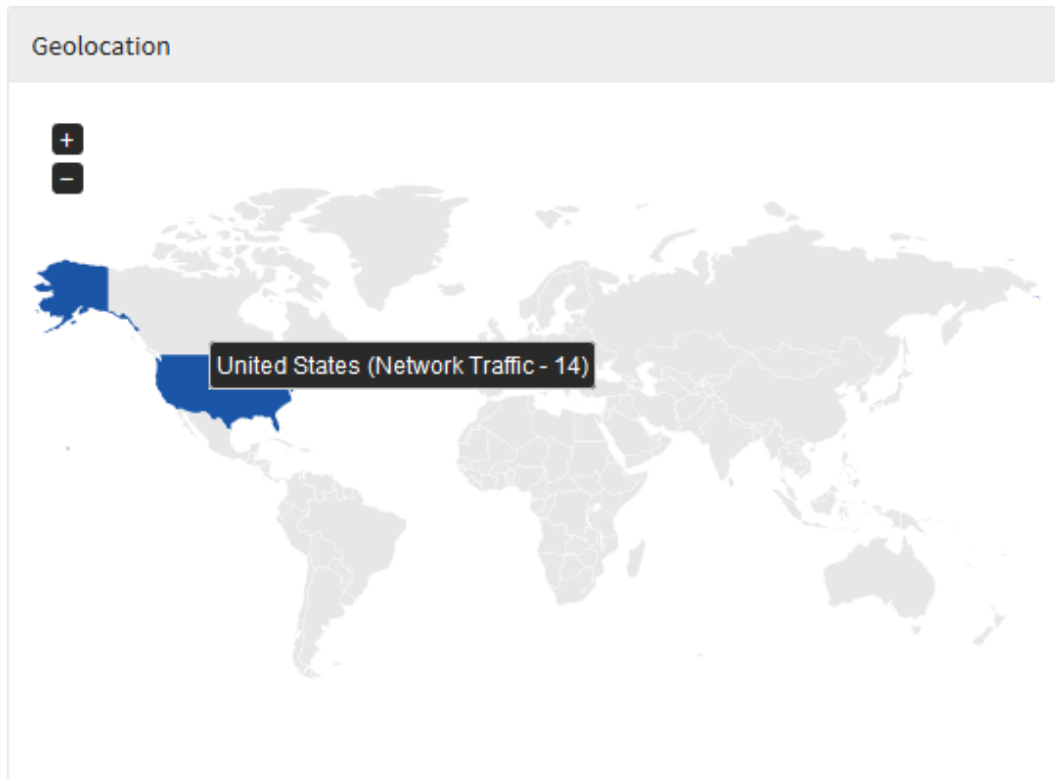 Geolocation
+
−
United States (Network Traffic - 14)